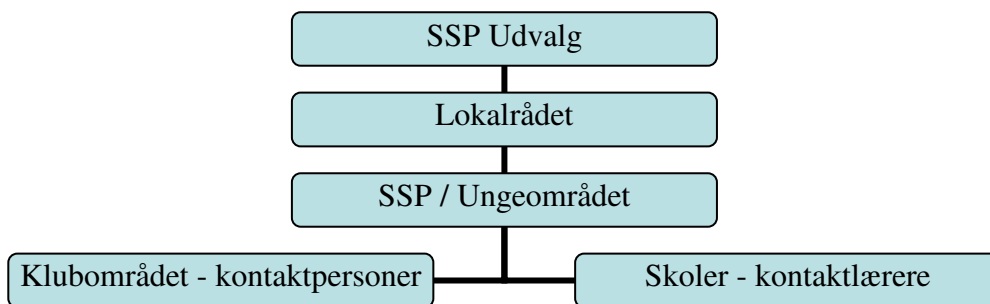 SSP Udvalg
Lokalrådet
SSP / Ungeområdet
Klubområdet - kontaktpersoner
Skoler - kontaktlærere